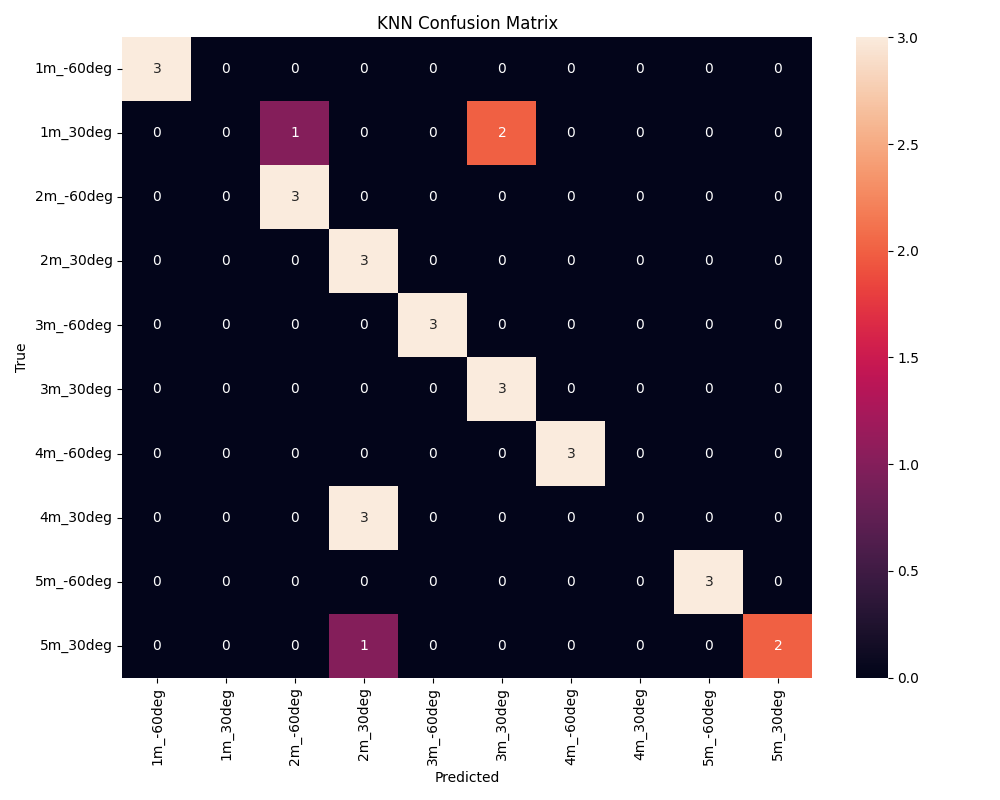 KNN Confusion Matrix
1m_-60deg 3 0 0 0 0 0 0 0 0 0
1m_30deg 0 0 1 0 0 2 0 0 0 0
2m_-60deg 0 0 3 0 0 0 0 0 0 0
2m_30deg 0 0 0 3 0 0 0 0 0 0
3m_-60deg 0 0 0 0 3 0 0 0 0 0
3m_30deg 0 0 0 0 0 3 0 0 0 0
4m_-60deg 0 0 0 0 0 0 3 0 0 0
4m_30deg 0 0 0 3 0 0 0 0 0 0
5m_-60deg 0 0 0 0 0 0 0 0 3 0
5m_30deg 0 0 0 1 0 0 0 0 0 2
True
1m_-60deg 1m_30deg 2m_-60deg 2m_30deg 3m_-60deg 3m_30deg 4m_-60deg 4m_30deg 5m_-60deg 5m_30deg
Predicted
3.0
2.5
2.0
1.5
1.0
0.5
0.0